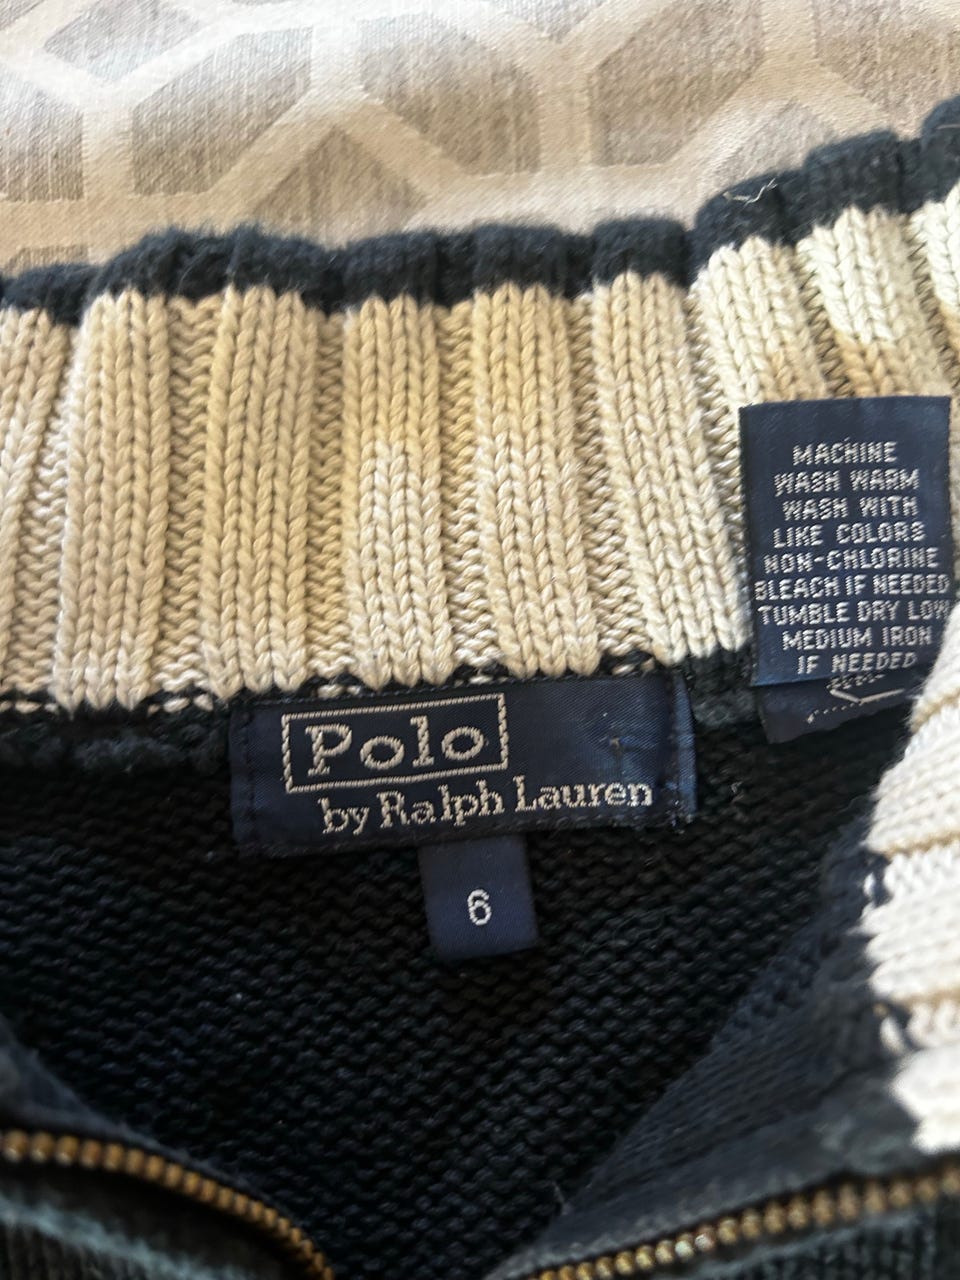 MACHINE
WASH WARM
WASH WITH
LIKE COLORS
NON-CHLORINE
BLEACH IF NEEDED
TUMBLE DRY LOW
MEDIUM IRON
IF NEEDED
Polo
by Ralph Lauren
6